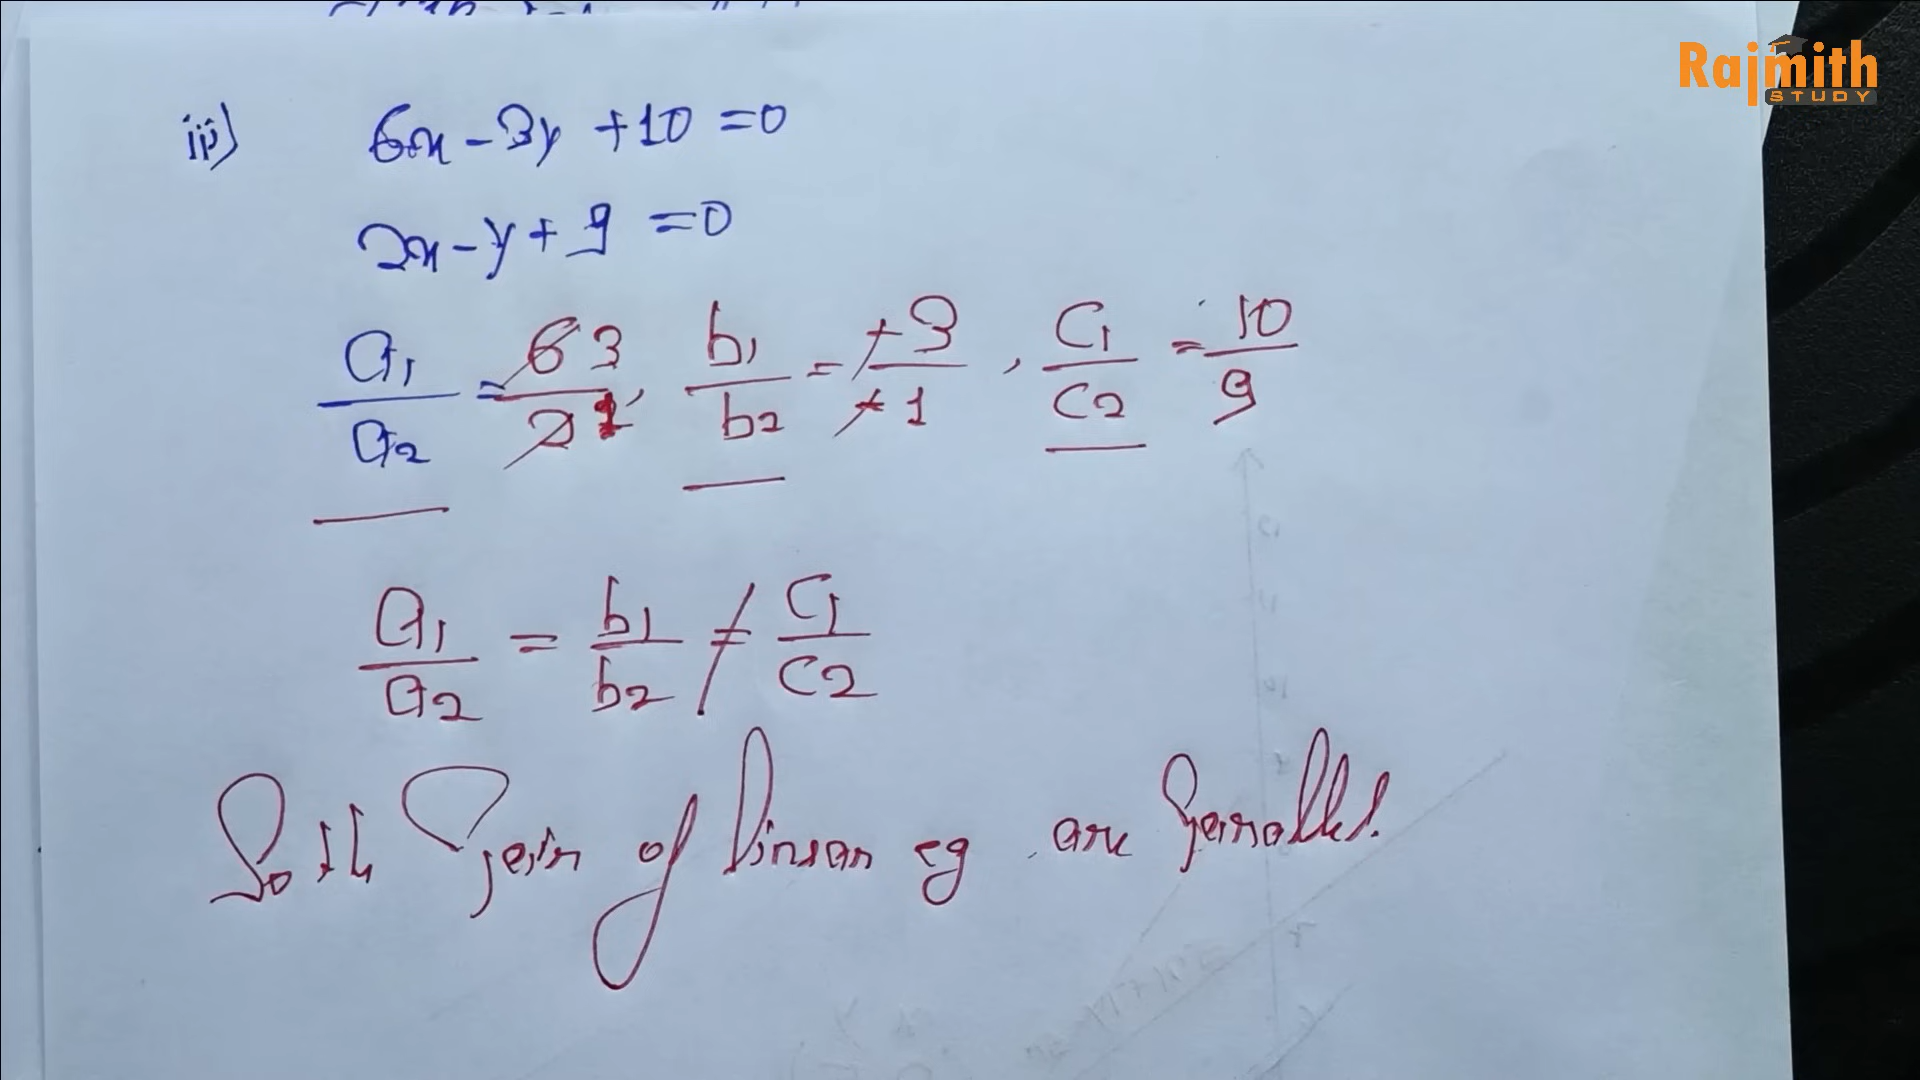 Rajmith
STUDY
iii) 6x - 3y + 10 = 0
2x - y + 9 = 0
a1/a2 = 6 3/2 1, b1/b2 = -3/-1, c1/c2 = 10/9
a1/a2 = b1/b2 ≠ c1/c2
So the pair of linear eq are parallel.